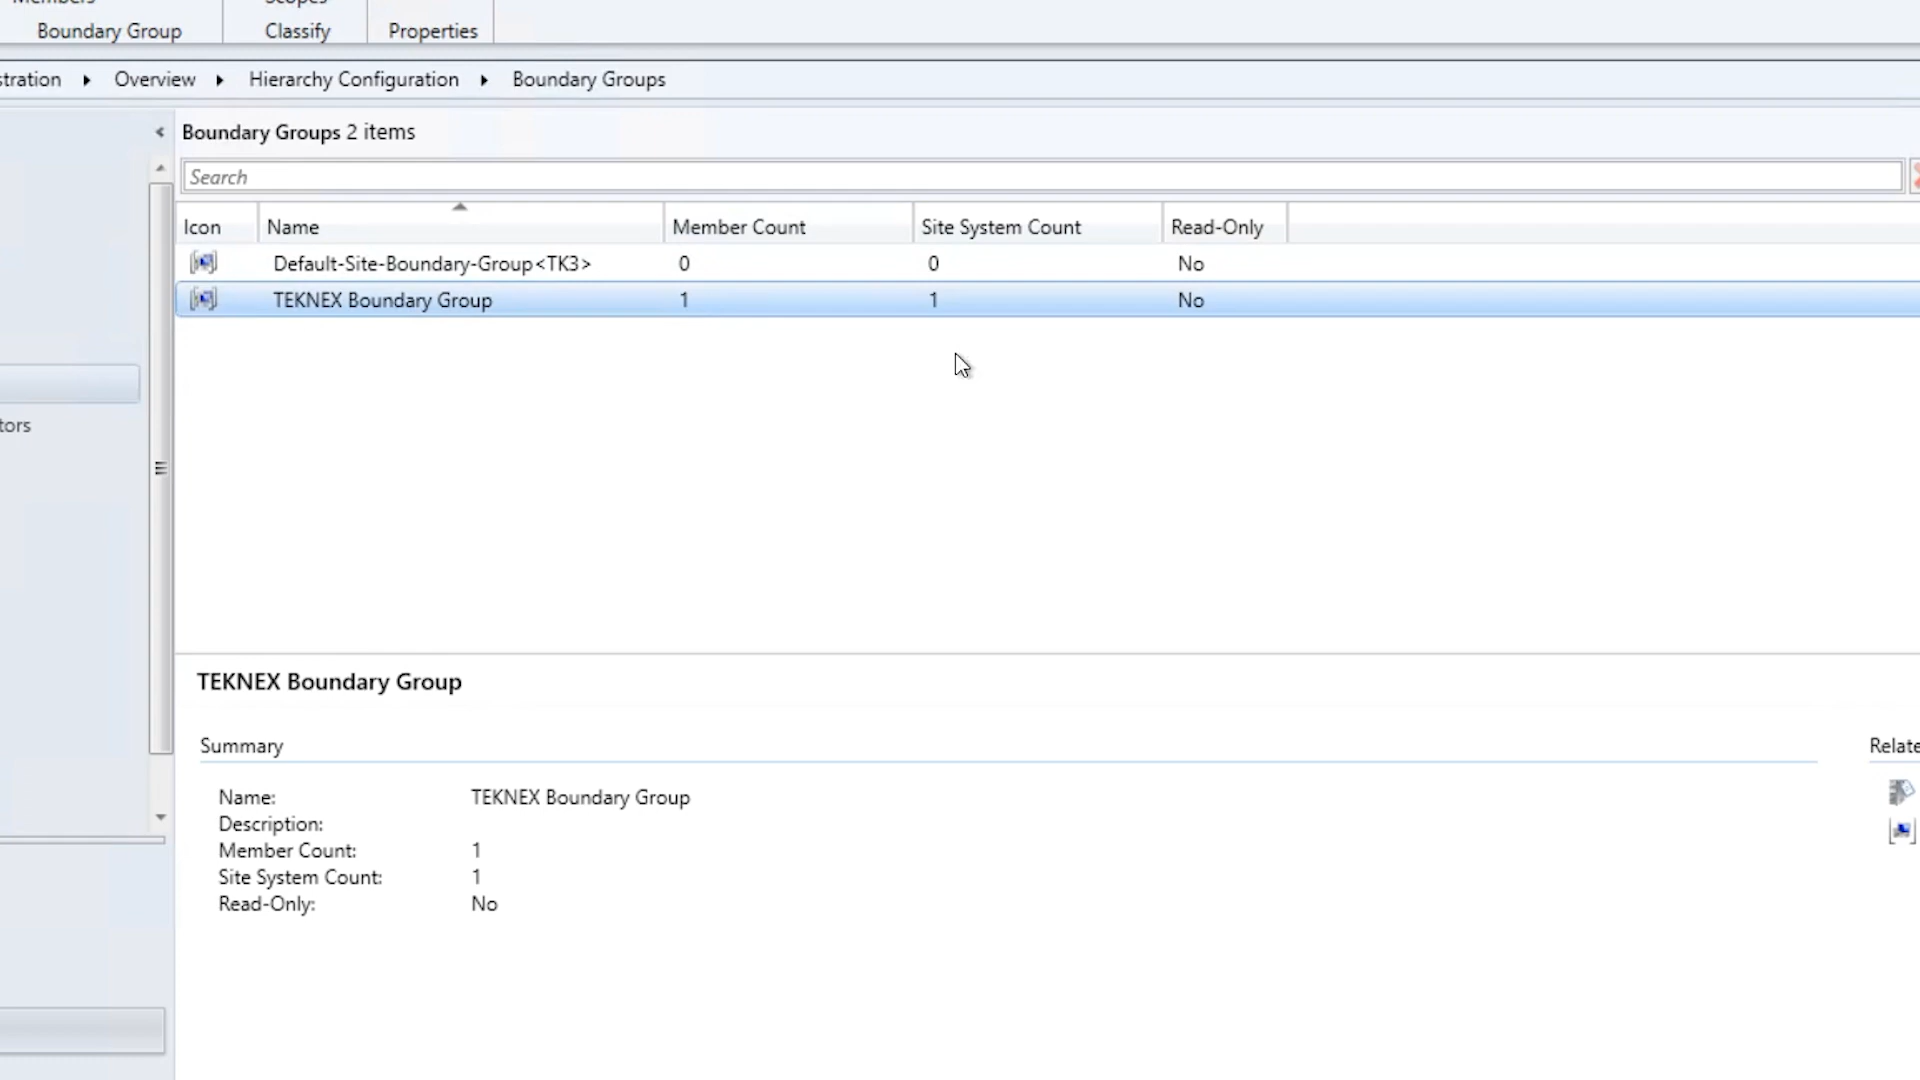 Members
Scopes
Boundary Group
Classify
Properties
stration
Overview
Hierarchy Configuration
Boundary Groups
Boundary Groups 2 items
Search
Icon Name Member Count Site System Count Read-Only
Default-Site-Boundary-Group<TK3> 0 0 No
TEKNEX Boundary Group 1 1 No
tors
TEKNEX Boundary Group
Summary
Relate
Name: TEKNEX Boundary Group
Description:
Member Count: 1
Site System Count: 1
Read-Only: No